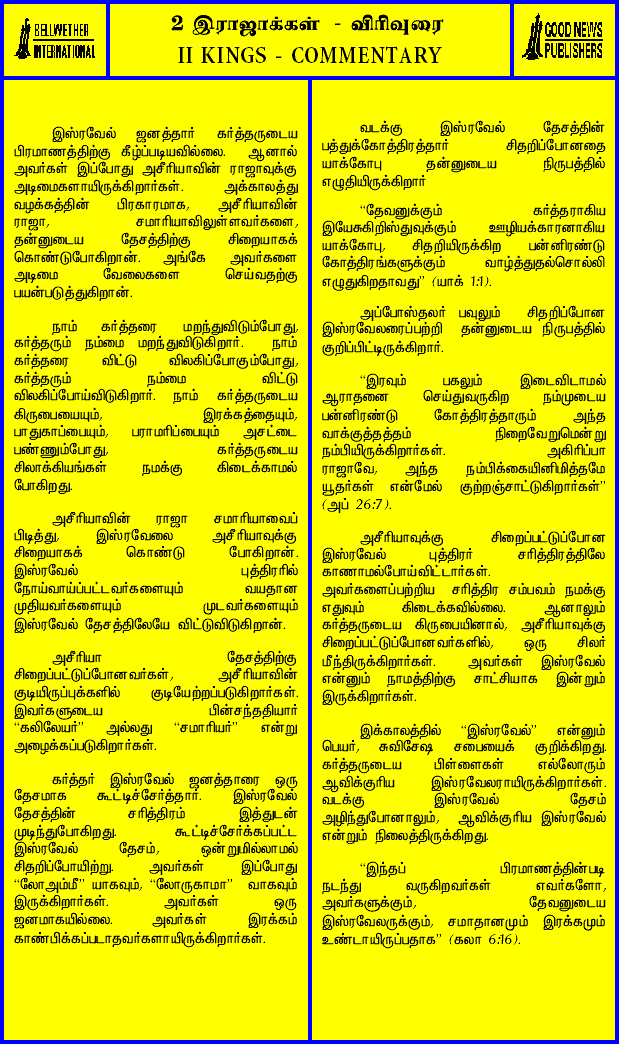 BELLWETHER
INTERNATIONAL
2 இராஜாக்கள் - விரிவுரை
II KINGS - COMMENTARY
GOOD NEWS
PUBLISHERS
இஸ்ரவேல் ஜனத்தார் கர்த்தருடைய
பிரமாணத்திற்கு கீழ்ப்படியவில்லை. ஆனால்
அவர்கள் இப்போது அசீரியாவின் ராஜாவுக்கு
அடிமைகளாயிருக்கிறார்கள். அக்காலத்து
வழக்கத்தின் பிரகாரமாக, அசீரியாவின்
ராஜா, சமாரியாவிலுள்ளவர்களை,
தன்னுடைய தேசத்திற்கு சிறையாகக்
கொண்டுபோகிறான். அங்கே அவர்களை
அடிமை வேலைகளை செய்வதற்கு
பயன்படுத்துகிறான்.
நாம் கர்த்தரை மறந்துவிடும்போது,
கர்த்தரும் நம்மை மறந்துவிடுகிறார். நாம்
கர்த்தரை விட்டு விலகிப்போகும்போது,
கர்த்தரும் நம்மை விட்டு
விலகிப்போய்விடுகிறார். நாம் கர்த்தருடைய
கிருபையையும், இரக்கத்தையும்,
பாதுகாப்பையும், பராமரிப்பையும் அசட்டை
பண்ணும்போது, கர்த்தருடைய
சிலாக்கியங்கள் நமக்கு கிடைக்காமல்
போகிறது.
அசீரியாவின் ராஜா சமாரியாவைப்
பிடித்து, இஸ்ரவேலை அசீரியாவுக்கு
சிறையாகக் கொண்டு போகிறான்.
இஸ்ரவேல் புத்திரரில்
நோய்வாய்ப்பட்டவர்களையும் வயதான
முதியவர்களையும் முடவர்களையும்
இஸ்ரவேல் தேசத்திலேயே விட்டுவிடுகிறான்.
அசீரியா தேசத்திற்கு
சிறைப்பட்டுப்போனவர்கள், அசீரியாவின்
குடியிருப்புக்களில் குடியேற்றப்படுகிறார்கள்.
இவர்களுடைய பின்சந்ததியார்
“கலிலேயர்” அல்லது “சமாரியர்” என்று
அழைக்கப்படுகிறார்கள்.
கர்த்தர் இஸ்ரவேல் ஜனத்தாரை ஒரு
தேசமாக கூட்டிச்சேர்த்தார். இஸ்ரவேல்
தேசத்தின் சரித்திரம் இத்துடன்
முடிந்துபோகிறது. கூட்டிச்சேர்க்கப்பட்ட
இஸ்ரவேல் தேசம், ஒன்றுமில்லாமல்
சிதறிப்போயிற்று. அவர்கள் இப்போது
“லோஅம்மீ” யாகவும், “லோருகாமா” வாகவும்
இருக்கிறார்கள். அவர்கள் ஒரு
ஜனமாகயில்லை. அவர்கள் இரக்கம்
காண்பிக்கப்படாதவர்களாயிருக்கிறார்கள்.
வடக்கு இஸ்ரவேல் தேசத்தின்
பத்துக்கோத்திரத்தார் சிதறிப்போனதை
யாக்கோபு தன்னுடைய நிருபத்தில்
எழுதியிருக்கிறார்
“தேவனுக்கும் கர்த்தராகிய
இயேசுகிறிஸ்துவுக்கும் ஊழியக்காரனாகிய
யாக்கோபு, சிதறியிருக்கிற பன்னிரண்டு
கோத்திரங்களுக்கும் வாழ்த்துதல்சொல்லி
எழுதுகிறதாவது” (யாக் 1:1).
அப்போஸ்தலர் பவுலும் சிதறிப்போன
இஸ்ரவேலரைப்பற்றி தன்னுடைய நிருபத்தில்
குறிப்பிட்டிருக்கிறார்.
“இரவும் பகலும் இடைவிடாமல்
ஆராதனை செய்துவருகிற நம்முடைய
பன்னிரண்டு கோத்திரத்தாரும் அந்த
வாக்குத்தத்தம் நிறைவேறுமென்று
நம்பியிருக்கிறார்கள். அகிரிப்பா
ராஜாவே, அந்த நம்பிக்கையினிமித்தமே
யூதர்கள் என்மேல் குற்றஞ்சாட்டுகிறார்கள்”
(அப் 26:7).
அசீரியாவுக்கு சிறைப்பட்டுப்போன
இஸ்ரவேல் புத்திரர் சரித்திரத்திலே
காணாமல்போய்விட்டார்கள்.
அவர்களைப்பற்றிய சரித்திர சம்பவம் நமக்கு
எதுவும் கிடைக்கவில்லை. ஆனாலும்
கர்த்தருடைய கிருபையினால், அசீரியாவுக்கு
சிறைப்பட்டுப்போனவர்களில், ஒரு சிலர்
மீந்திருக்கிறார்கள். அவர்கள் இஸ்ரவேல்
என்னும் நாமத்திற்கு சாட்சியாக இன்றும்
இருக்கிறார்கள்.
இக்காலத்தில் “இஸ்ரவேல்” என்னும்
பெயர், சுவிசேஷ சபையைக் குறிக்கிறது.
கர்த்தருடைய பிள்ளைகள் எல்லோரும்
ஆவிக்குரிய இஸ்ரவேலராயிருக்கிறார்கள்.
வடக்கு இஸ்ரவேல் தேசம்
அழிந்துபோனாலும், ஆவிக்குரிய இஸ்ரவேல்
என்றும் நிலைத்திருக்கிறது.
“இந்தப் பிரமாணத்தின்படி
நடந்து வருகிறவர்கள் எவர்களோ,
அவர்களுக்கும், தேவனுடைய
இஸ்ரவேலருக்கும், சமாதானமும் இரக்கமும்
உண்டாயிருப்பதாக” (கலா 6:16).